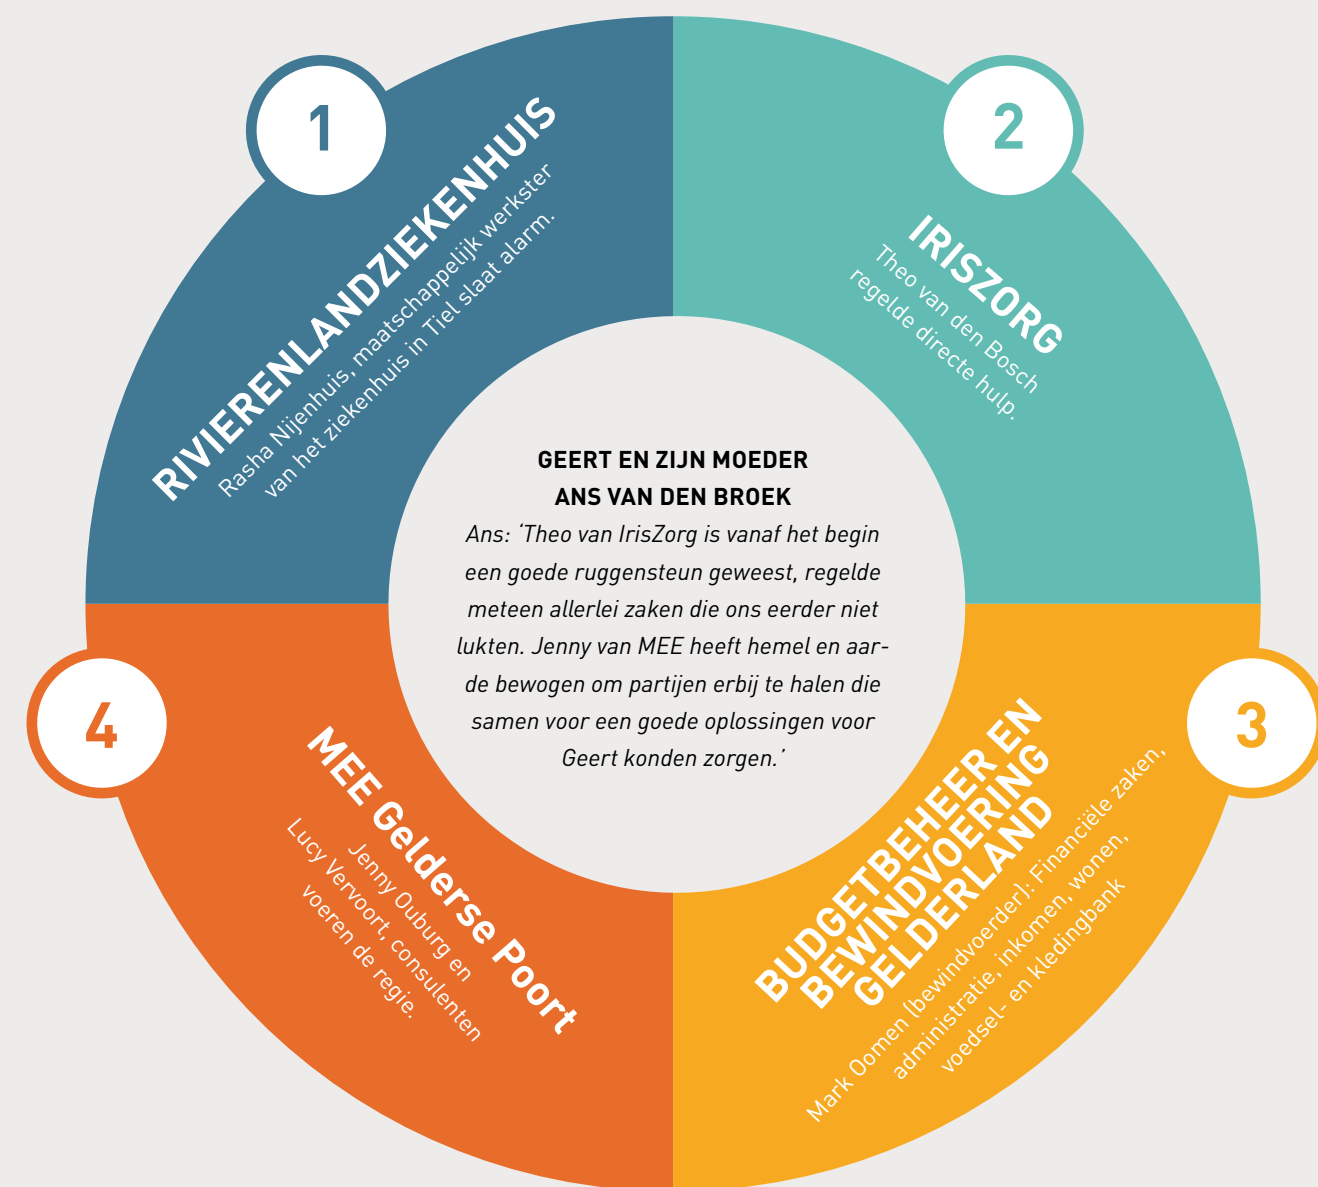 1
RIVIERENLANDZIEKENHUIS
Rasha Nijenhuis, maatschappelijk werkster
van het ziekenhuis in Tiel slaat alarm.
2
IRISZORG
Theo van den Bosch
regelde directe hulp.
GEERT EN ZIJN MOEDER
ANS VAN DEN BROEK
Ans: ‘Theo van IrisZorg is vanaf het begin
een goede ruggensteun geweest, regelde
meteen allerlei zaken die ons eerder niet
lukten. Jenny van MEE heeft hemel en aar-
de bewogen om partijen erbij te halen die
samen voor een goede oplossingen voor
Geert konden zorgen.’
3
BUDGETBEHEER EN
BEWINDVOERING
GELDERLAND
Mark Oomen (bewindvoerder): Financiële zaken,
administratie, inkomen, wonen,
voedsel- en kledingbank
4
MEE Gelderse Poort
Jenny Ouburg en
Lucy Vervoort, consulenten
voeren de regie.